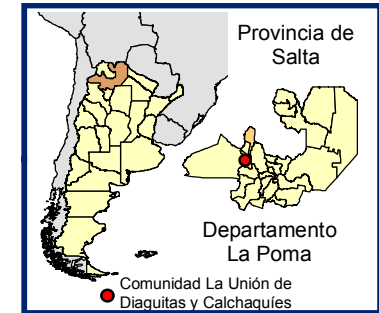 Provincia de
Salta
Departamento
La Poma
Comunidad La Unión de
Diaguitas y Calchaquíes